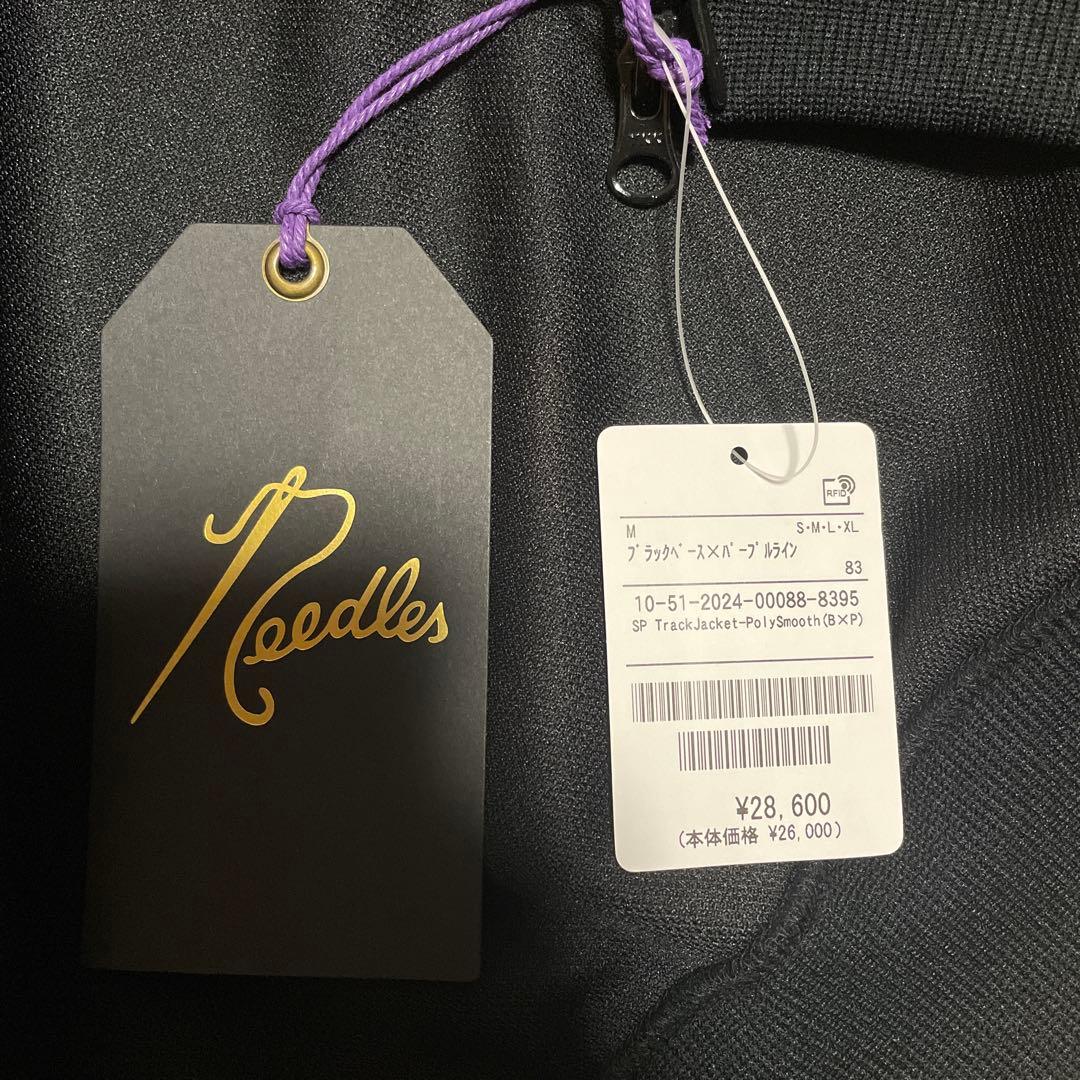 Needles
RFID
M S・M・L・XL
ブラックベース×パープルライン
83
10-51-2024-00088-8395
SP TrackJacket-PolySmooth(B×P)
¥28,600
(本体価格 ¥26,000)